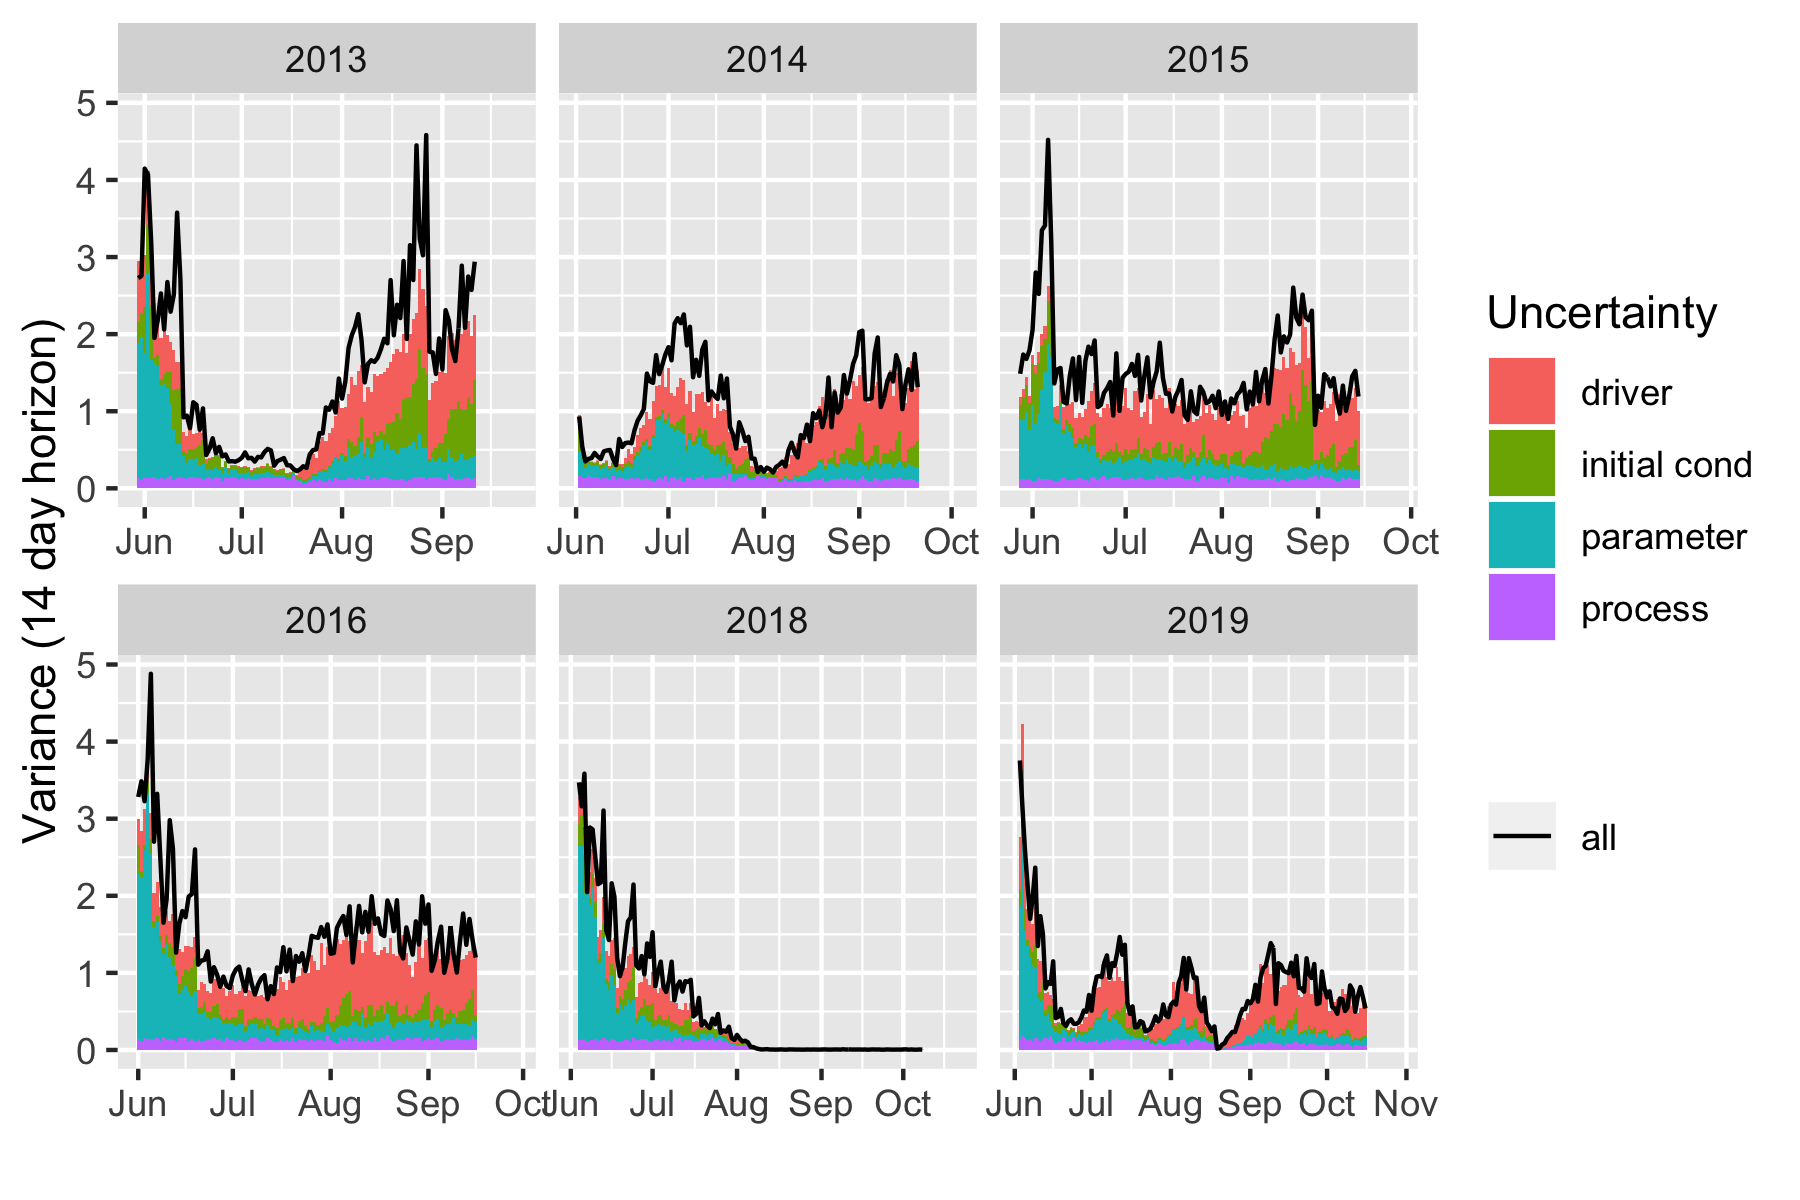 2013 2014 2015
5
4
3
2
1
0
Jun Jul Aug Sep Jun Jul Aug Sep Oct Jun Jul Aug Sep Oct
2016 2018 2019
5
4
3
2
1
0
Jun Jul Aug Sep Oct Jun Jul Aug Sep Oct Jun Jul Aug Sep Oct Nov
Variance (14 day horizon)
Uncertainty
driver
initial cond
parameter
process
all